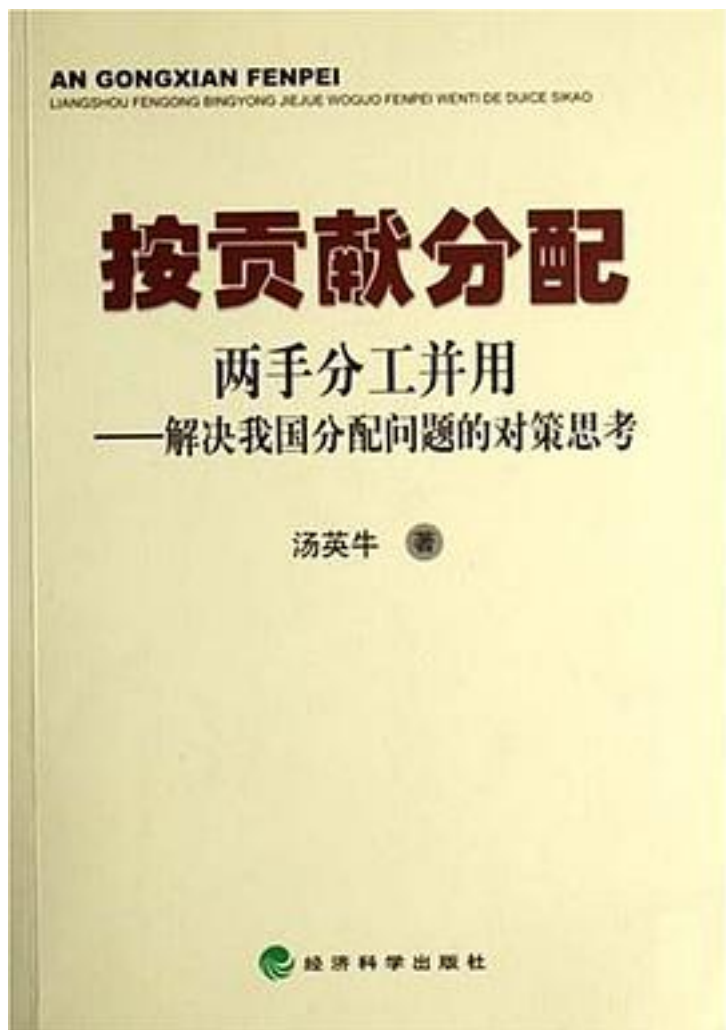 AN GONGXIAN FENPEI
LIANGSHOU FENGONG BINGYONG JIEJUE WOGUO FENPEI WENTI DE DUICE SIKAO
按贡献分配
两手分工并用
——解决我国分配问题的对策思考
汤英牛 著
经济科学出版社